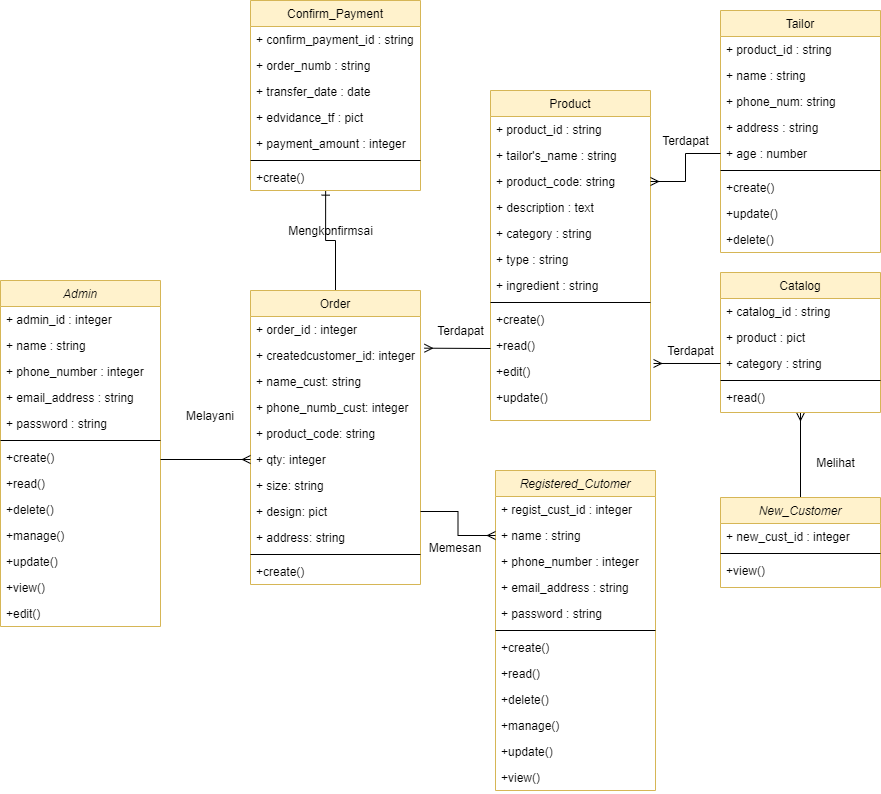 Confirm_Payment
+ confirm_payment_id : string
+ order_numb : string
+ transfer_date : date
+ edvidance_tf : pict
+ payment_amount : integer
+create()
Mengkonfirmsai
Tailor
+ product_id : string
+ name : string
+ phone_num: string
+ address : string
+ age : number
+create()
+update()
+delete()
Terdapat
Product
+ product_id : string
+ tailor's_name : string
+ product_code: string
+ description : text
+ category : string
+ type : string
+ ingredient : string
+create()
+read()
+edit()
+update()
Terdapat
Terdapat
Catalog
+ catalog_id : string
+ product : pict
+ category : string
+read()
Melihat
New_Customer
+ new_cust_id : integer
+view()
Admin
+ admin_id : integer
+ name : string
+ phone_number : integer
+ email_address : string
+ password : string
+create()
+read()
+delete()
+manage()
+update()
+view()
+edit()
Melayani
Order
+ order_id : integer
+ createdcustomer_id: integer
+ name_cust: string
+ phone_numb_cust: integer
+ product_code: string
+ qty: integer
+ size: string
+ design: pict
+ address: string
+create()
Memesan
Registered_Cutomer
+ regist_cust_id : integer
+ name : string
+ phone_number : integer
+ email_address : string
+ password : string
+create()
+read()
+delete()
+manage()
+update()
+view()